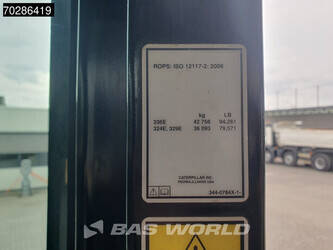 70286419
ROPS: ISO 12117-2: 2008
kg LB
336E 42 756 94,261
324E, 329E 36 093 79,571
CATERPILLAR INC.
344-0784X-1-
BAS WORLD